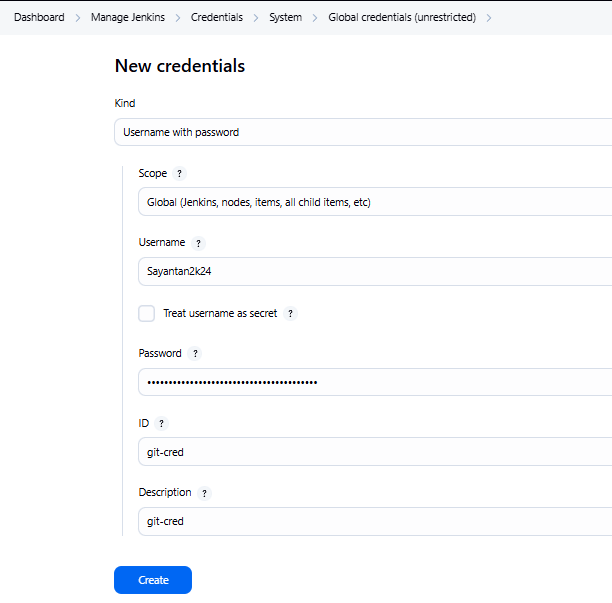 Dashboard > Manage Jenkins > Credentials > System > Global credentials (unrestricted) >
New credentials
Kind
Username with password
Scope ?
Global (Jenkins, nodes, items, all child items, etc)
Username ?
Sayantan2k24
Treat username as secret ?
Password ?
••••••••••••••••••••••••••••••••••••••••
ID ?
git-cred
Description ?
git-cred
Create